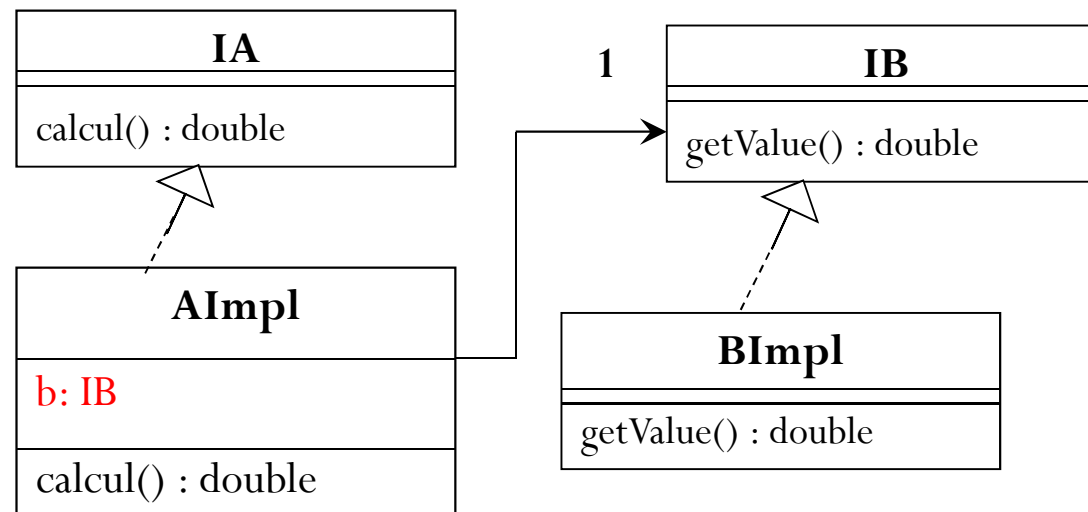 IA
calcul() : double
1
IB
getValue() : double
AImpl
b: IB
calcul() : double
BImpl
getValue() : double